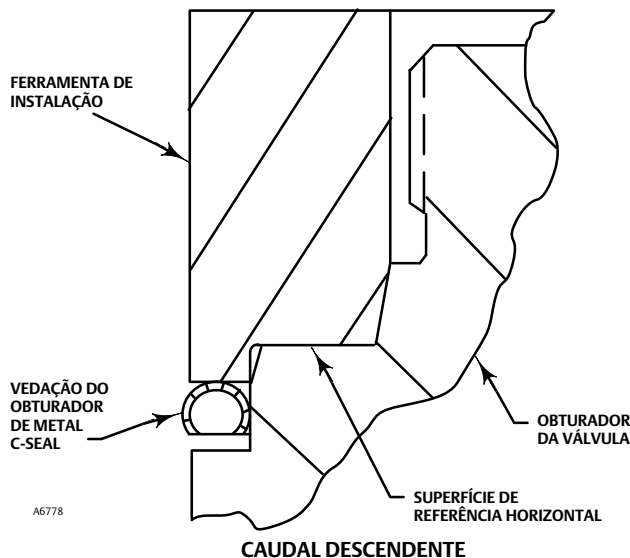 FERRAMENTA DE
INSTALAÇÃO
VEDAÇÃO DO
OBTURADOR
DE METAL
C-SEAL
OBTURADOR
DA VÁLVULA
SUPERFÍCIE DE
REFERÊNCIA HORIZONTAL
A6778
CAUDAL DESCENDENTE